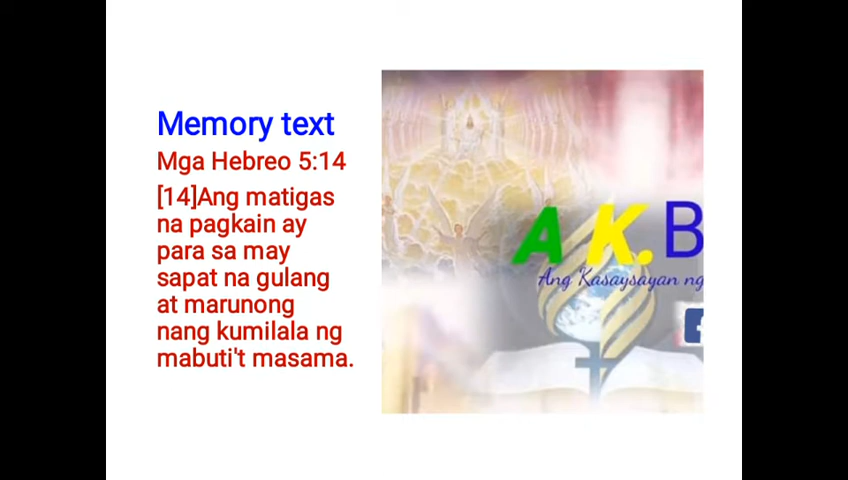 Memory text
Mga Hebreo 5:14
[14]Ang matigas
na pagkain ay
para sa may
sapat na gulang
at marunong
nang kumilala ng
mabuti't masama.
A K. B
Ang Kasaysayan ng
f